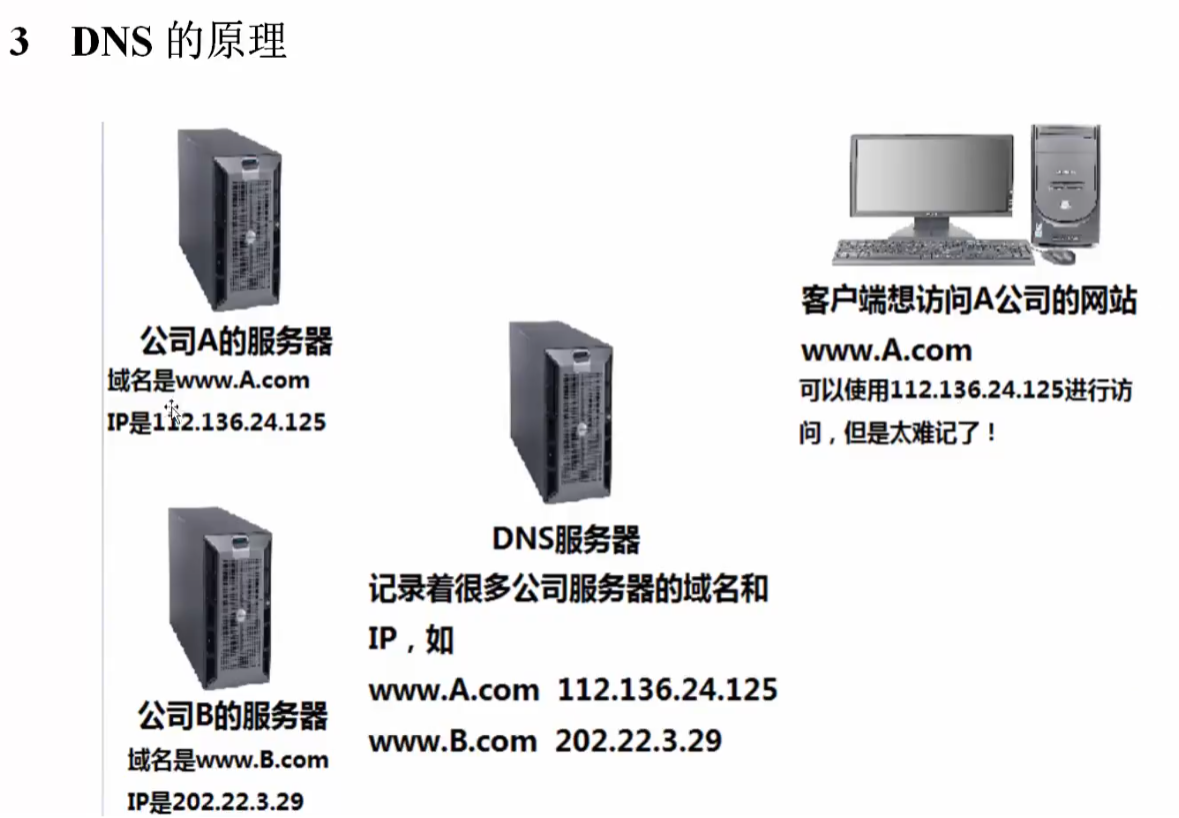 3 DNS 的原理
公司A的服务器
域名是www.A.com
IP是112.136.24.125
客户端想访问A公司的网站
www.A.com
可以使用112.136.24.125进行访
问，但是太难记了！
DNS服务器
记录着很多公司服务器的域名和
IP，如
www.A.com 112.136.24.125
www.B.com 202.22.3.29
公司B的服务器
域名是www.B.com
IP是202.22.3.29